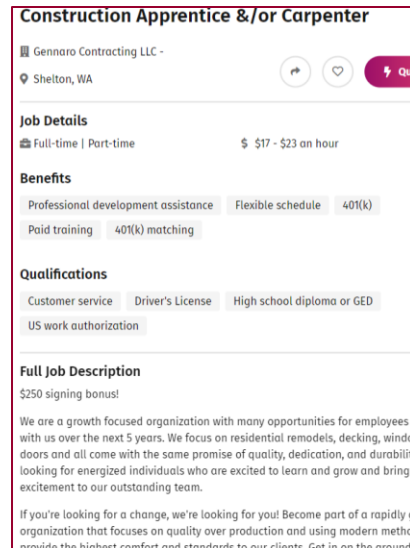 Construction Apprentice &/or Carpenter
Gennaro Contracting LLC -
Shelton, WA
Qu
Job Details
Full-time | Part-time
$ $17 - $23 an hour
Benefits
Professional development assistance Flexible schedule 401(k)
Paid training 401(k) matching
Qualifications
Customer service Driver's License High school diploma or GED
US work authorization
Full Job Description
$250 signing bonus!
We are a growth focused organization with many opportunities for employees
with us over the next 5 years. We focus on residential remodels, decking, wind
doors and all come with the same promise of quality, dedication, and durabili
looking for energized individuals who are excited to learn and grow and bring
excitement to our outstanding team.
If you're looking for a change, we're looking for you! Become part of a rapidly g
organization that focuses on quality over production and using modern metho
provide the highest comfort and standards to our clients. Get in on the ground